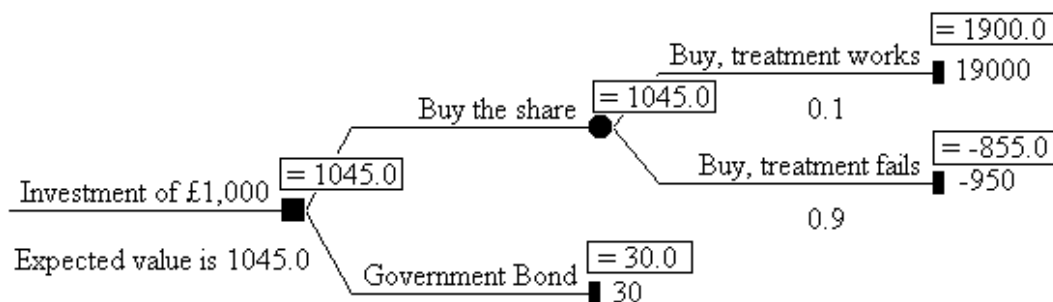 = 1900.0
Buy, treatment works
19000
= 1045.0
0.1
Buy the share
= -855.0
Buy, treatment fails
-950
= 1045.0
Investment of £1,000
0.9
Expected value is 1045.0
= 30.0
Government Bond
30